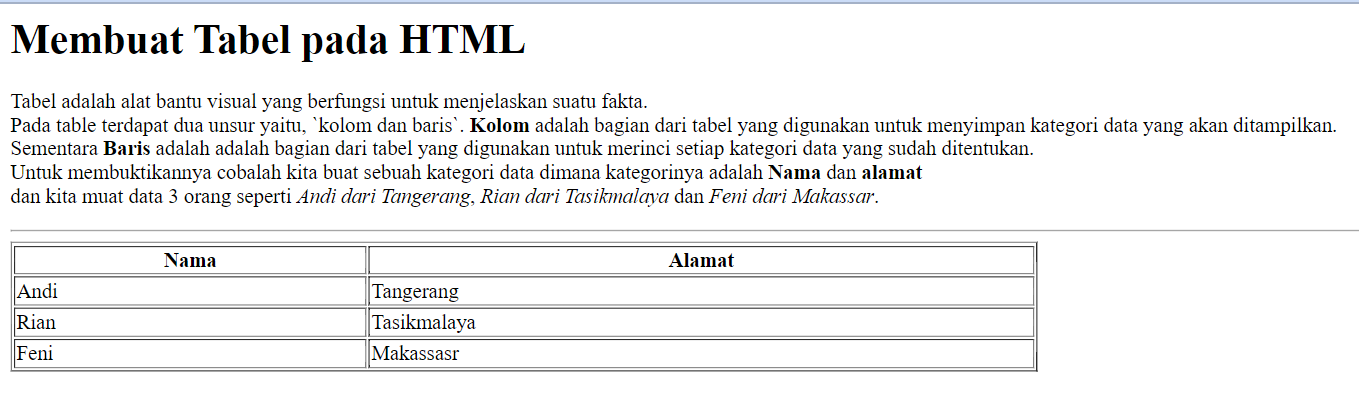 Membuat Tabel pada HTML
Tabel adalah alat bantu visual yang berfungsi untuk menjelaskan suatu fakta.
Pada table terdapat dua unsur yaitu, `kolom dan baris`. Kolom adalah bagian dari tabel yang digunakan untuk menyimpan kategori data yang akan ditampilkan.
Sementara Baris adalah adalah bagian dari tabel yang digunakan untuk merinci setiap kategori data yang sudah ditentukan.
Untuk membuktikannya cobalah kita buat sebuah kategori data dimana kategorinya adalah Nama dan alamat
dan kita muat data 3 orang seperti Andi dari Tangerang, Rian dari Tasikmalaya dan Feni dari Makassar.
Nama Alamat
Andi Tangerang
Rian Tasikmalaya
Feni Makassasr